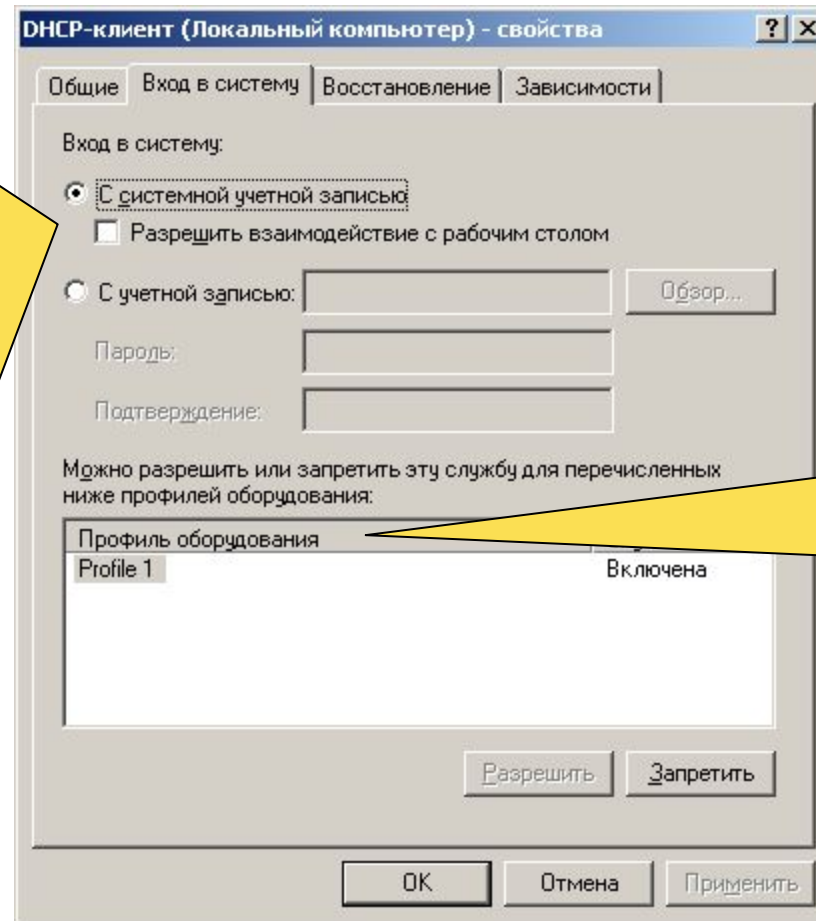 DHCP-клиент (Локальный компьютер) - свойства
Общие Вход в систему Восстановление Зависимости
Вход в систему:
С системной учетной записью
Разрешить взаимодействие с рабочим столом
С учетной записью: Обзор...
Пароль:
Подтверждение:
Можно разрешить или запретить эту службу для перечисленных
ниже профилей оборудования:
Профиль оборудования
Profile 1 Включена
Разрешить Запретить
OK Отмена Применить